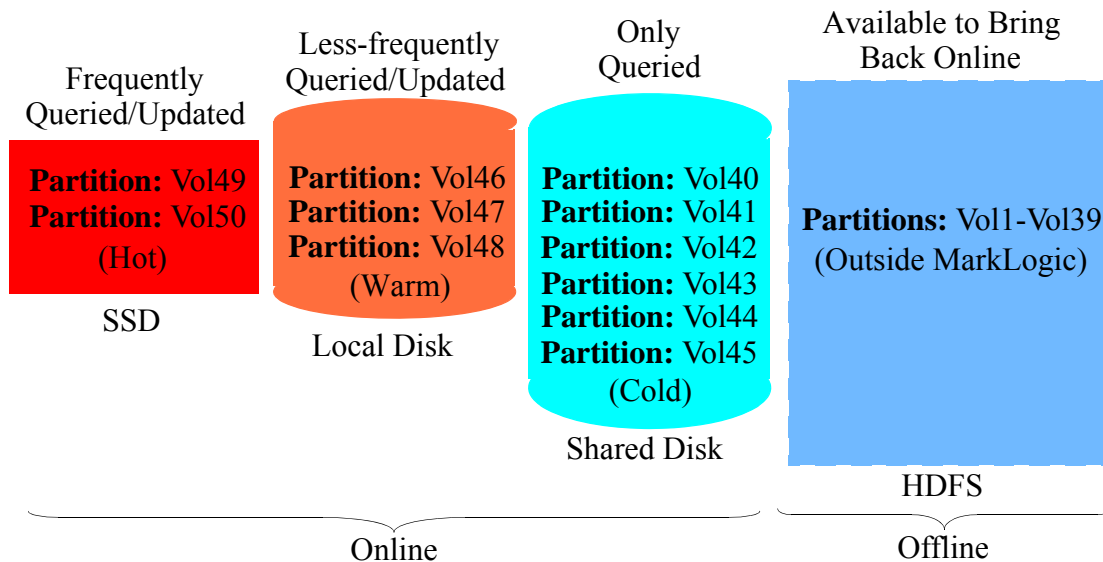 Frequently
Queried/Updated
Partition: Vol49
Partition: Vol50
(Hot)
SSD
Less-frequently
Queried/Updated
Partition: Vol46
Partition: Vol47
Partition: Vol48
(Warm)
Local Disk
Only
Queried
Partition: Vol40
Partition: Vol41
Partition: Vol42
Partition: Vol43
Partition: Vol44
Partition: Vol45
(Cold)
Shared Disk
Available to Bring
Back Online
Partitions: Vol1-Vol39
(Outside MarkLogic)
HDFS
Online
Offline